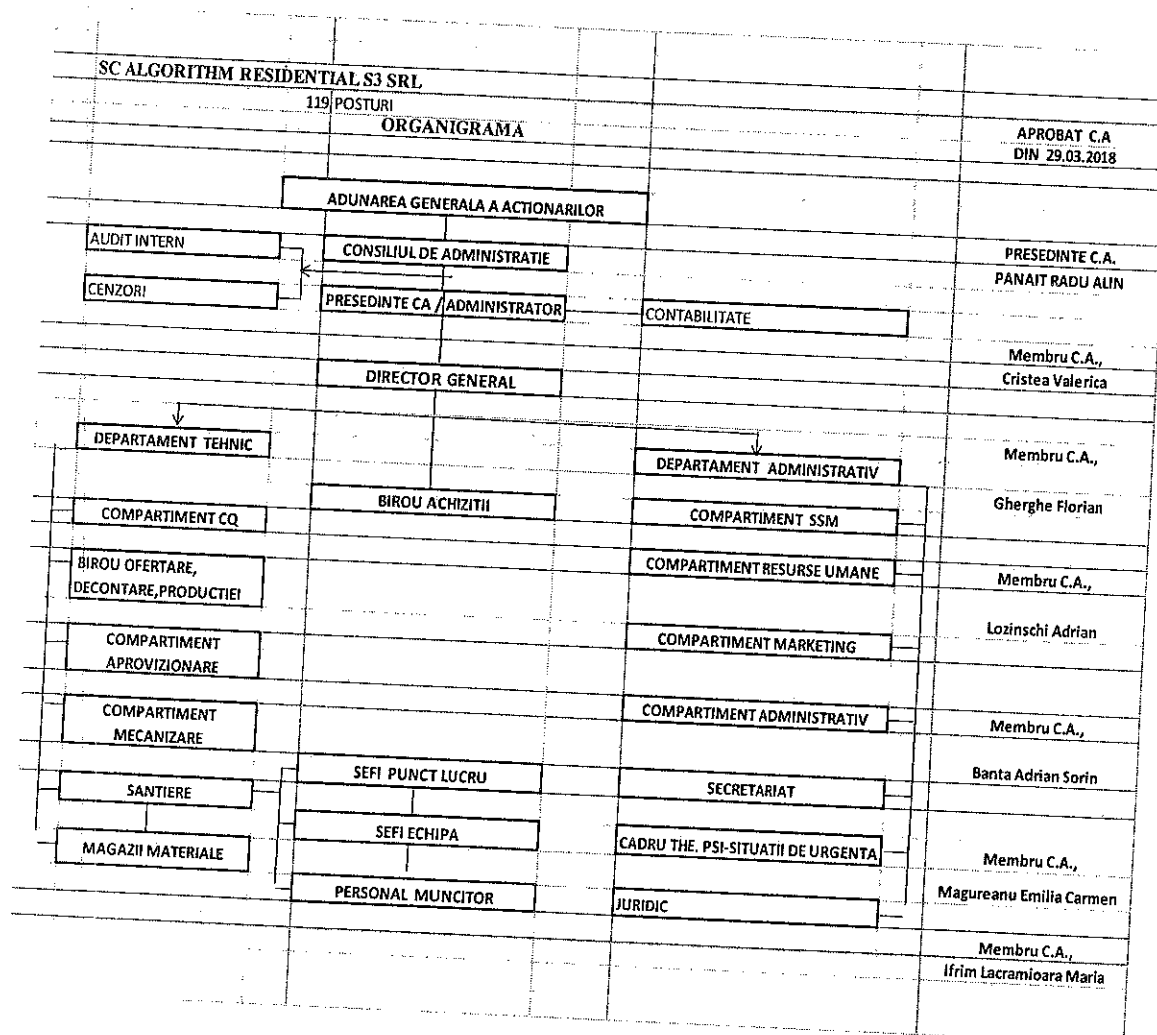 SC ALGORITHM RESIDENTIAL S3 SRL
119 POSTURI
ORGANIGRAMA
APROBAT C.A
DIN 29.03.2018
ADUNAREA GENERALA A ACTIONARILOR
AUDIT INTERN
CONSILIUL DE ADMINISTRATIE
PRESEDINTE C.A.
PANAIT RADU ALIN
CENZORI
PRESEDINTE CA / ADMINISTRATOR
CONTABILITATE
Membru C.A.,
Cristea Valerica
DIRECTOR GENERAL
DEPARTAMENT TEHNIC
DEPARTAMENT ADMINISTRATIV
Membru C.A.,
Gherghe Florian
COMPARTIMENT CQ
BIROU ACHIZITII
COMPARTIMENT SSM
BIROU OFERTARE,
DECONTARE,PRODUCTIEI
COMPARTIMENT RESURSE UMANE
Membru C.A.,
Lozinschi Adrian
COMPARTIMENT
APROVIZIONARE
COMPARTIMENT MARKETING
COMPARTIMENT
MECANIZARE
COMPARTIMENT ADMINISTRATIV
Membru C.A.,
Banta Adrian Sorin
SANTIERE
SEFI PUNCT LUCRU
SECRETARIAT
MAGAZII MATERIALE
SEFI ECHIPA
CADRU THE. PSI-SITUATII DE URGENTA
Membru C.A.,
Magureanu Emilia Carmen
PERSONAL MUNCITOR
JURIDIC
Membru C.A.,
Ifrim Lacramioara Maria